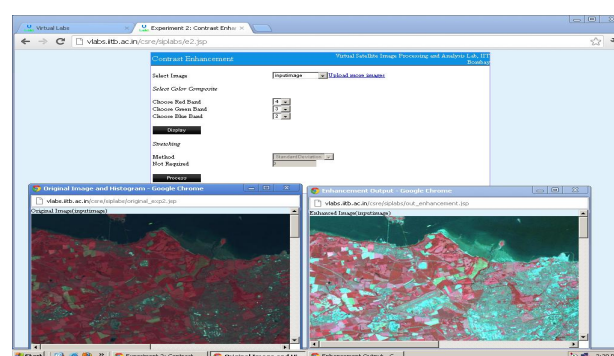 Virtual Labs
Experiment 2: Contrast Enhan
vlabs.iitb.ac.in/csre/siplabs/e2.jsp
Contrast Enhancement
Virtual Satellite Image Processing and Analysis Lab, IIT Bombay
Select Image
inputimage
Upload more images
Select Color Composite
Choose Red Band 4
Choose Green Band 3
Choose Blue Band 2
Display
Stretching
Method
Standard Deviation
Not Required
Process
Original Image and Histogram - Google Chrome
vlabs.iitb.ac.in/csre/siplabs/original_exp2.jsp
Original Image(inputimage)
Enhancement Output - Google Chrome
vlabs.iitb.ac.in/csre/siplabs/out_enhancement.jsp
Enhanced Image(inputimage)
Start
Experiment 2: Contrast
Original Image and Hi
Enhancement Output - G